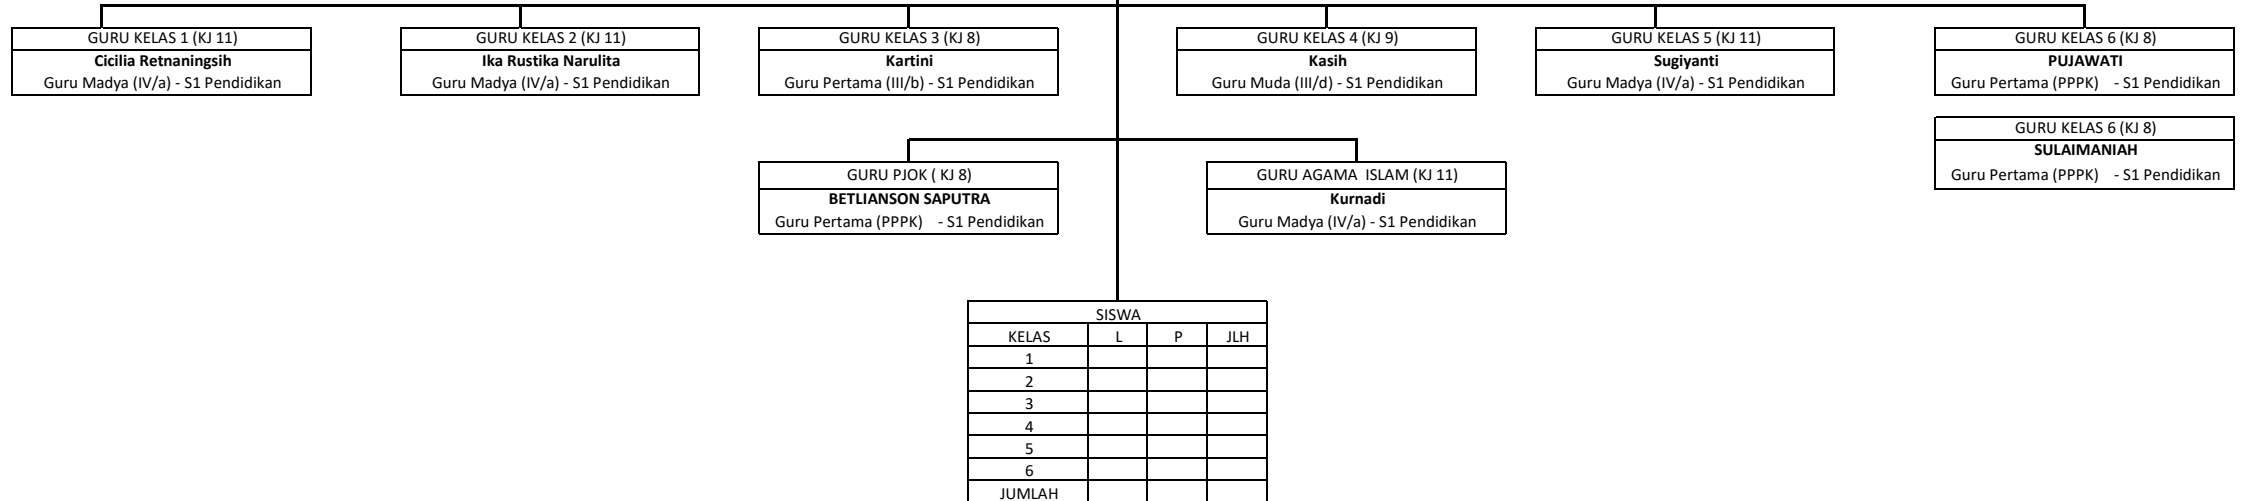 GURU KELAS 1 (KJ 11)
Cicilia Retnaningsih
Guru Madya (IV/a) - S1 Pendidikan
GURU KELAS 2 (KJ 11)
Ika Rustika Narulita
Guru Madya (IV/a) - S1 Pendidikan
GURU KELAS 3 (KJ 8)
Kartini
Guru Pertama (III/b) - S1 Pendidikan
GURU KELAS 4 (KJ 9)
Kasih
Guru Muda (III/d) - S1 Pendidikan
GURU KELAS 5 (KJ 11)
Sugiyanti
Guru Madya (IV/a) - S1 Pendidikan
GURU KELAS 6 (KJ 8)
PUJAWATI
Guru Pertama (PPPK) - S1 Pendidikan
GURU KELAS 6 (KJ 8)
SULAIMANIAH
Guru Pertama (PPPK) - S1 Pendidikan
GURU PJOK ( KJ 8)
BETLIANSON SAPUTRA
Guru Pertama (PPPK) - S1 Pendidikan
GURU AGAMA ISLAM (KJ 11)
Kurnadi
Guru Madya (IV/a) - S1 Pendidikan
SISWA
KELAS L P JLH
1
2
3
4
5
6
JUMLAH